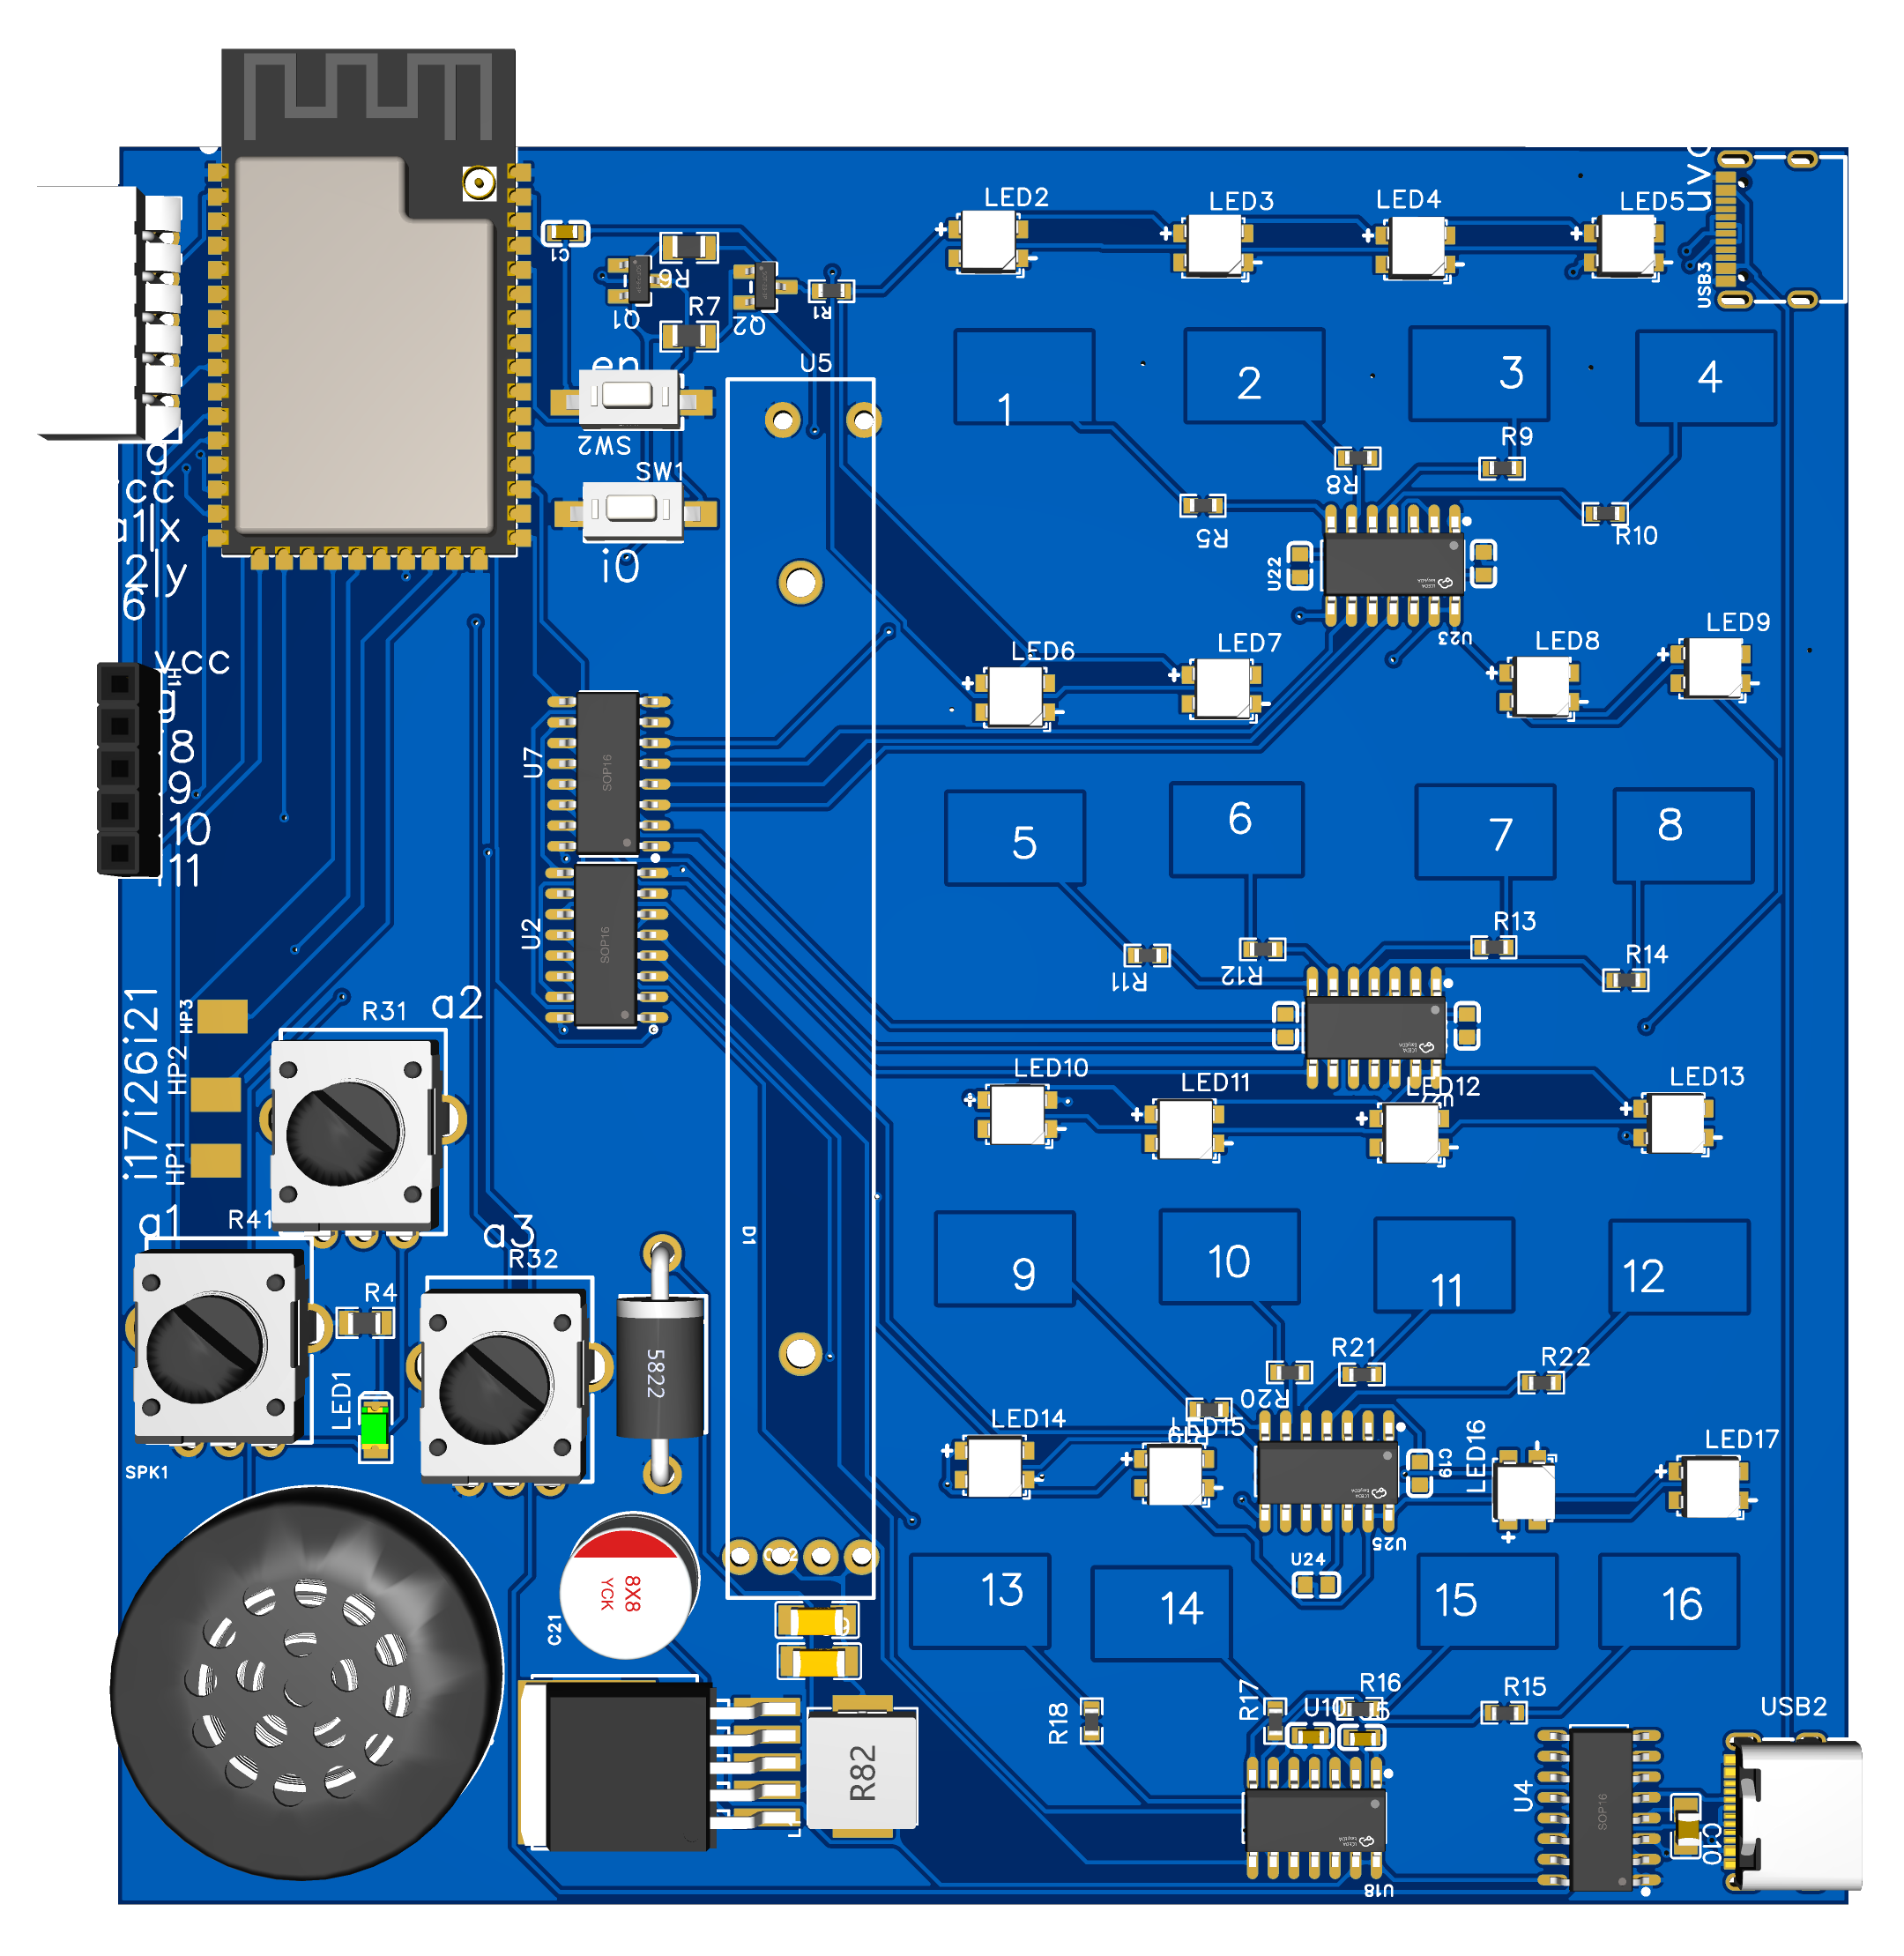 LED2
LED3
LED4
LED5
uvc
USB3
C1
R6
Q1
R7
Q2
R1
en
SW2
SW1
i0
U5
1
2
3
4
R8
R9
R5
R10
U22
U23
g
vcc
a1|x
2|y
6
vcc
H1
g
8
9
10
11
LED6
LED7
LED8
LED9
U7
SOP16
U2
SOP16
5
6
7
8
R11
R12
R13
R14
i17i26i21
HP3
HP2
HP1
R31
a2
LED10
LED11
LED12
LED13
a1
R41
a3
R32
R4
LED1
5822
D1
9
10
11
12
R20
R21
R22
LED14
LED15
R19
LED16
LED17
C19
U25
U24
SPK1
C21
8X8
YCK
13
14
15
16
R18
R17
R16
R15
U10
R82
U18
U4
SOP16
C10
USB2